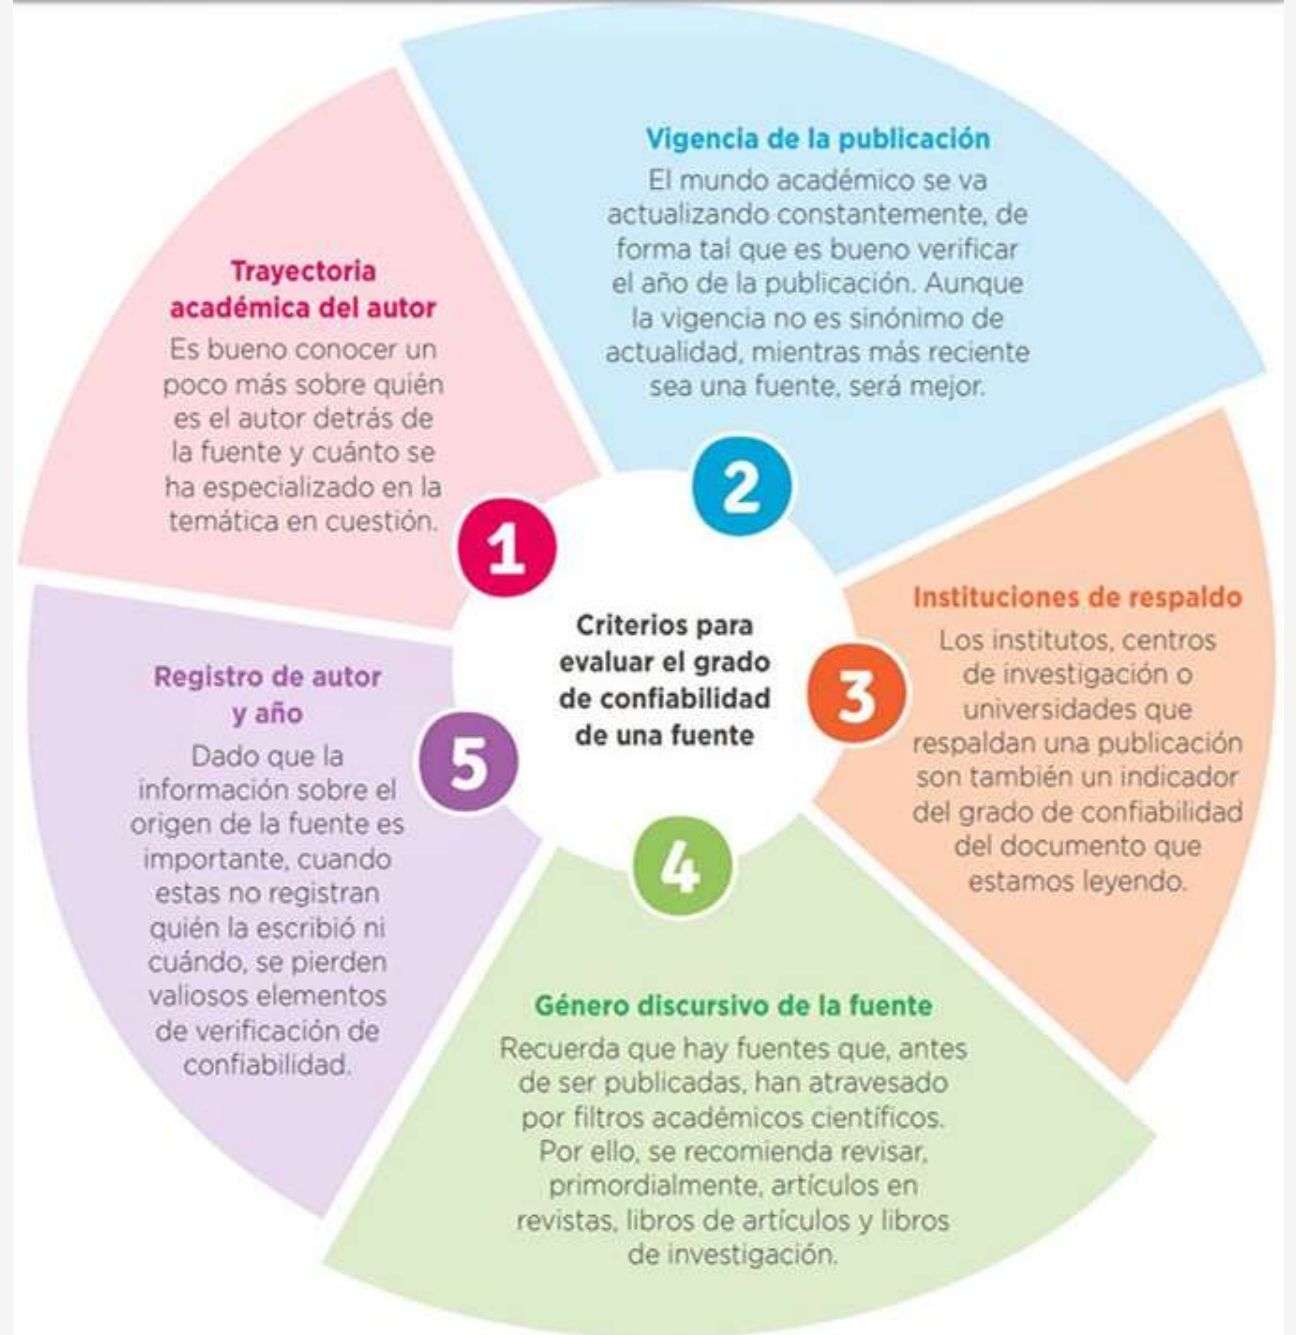 Criterios para
evaluar el grado
de confiabilidad
de una fuente
1
Trayectoria
académica del autor
Es bueno conocer un
poco más sobre quién
es el autor detrás de
la fuente y cuánto se
ha especializado en la
temática en cuestión.
2
Vigencia de la publicación
El mundo académico se va
actualizando constantemente, de
forma tal que es bueno verificar
el año de la publicación. Aunque
la vigencia no es sinónimo de
actualidad, mientras más reciente
sea una fuente, será mejor.
3
Instituciones de respaldo
Los institutos, centros
de investigación o
universidades que
respaldan una publicación
son también un indicador
del grado de confiabilidad
del documento que
estamos leyendo.
4
Género discursivo de la fuente
Recuerda que hay fuentes que, antes
de ser publicadas, han atravesado
por filtros académicos científicos.
Por ello, se recomienda revisar,
primordialmente, artículos en
revistas, libros de artículos y libros
de investigación.
5
Registro de autor
y año
Dado que la
información sobre el
origen de la fuente es
importante, cuando
estas no registran
quién la escribió ni
cuándo, se pierden
valiosos elementos
de verificación de
confiabilidad.